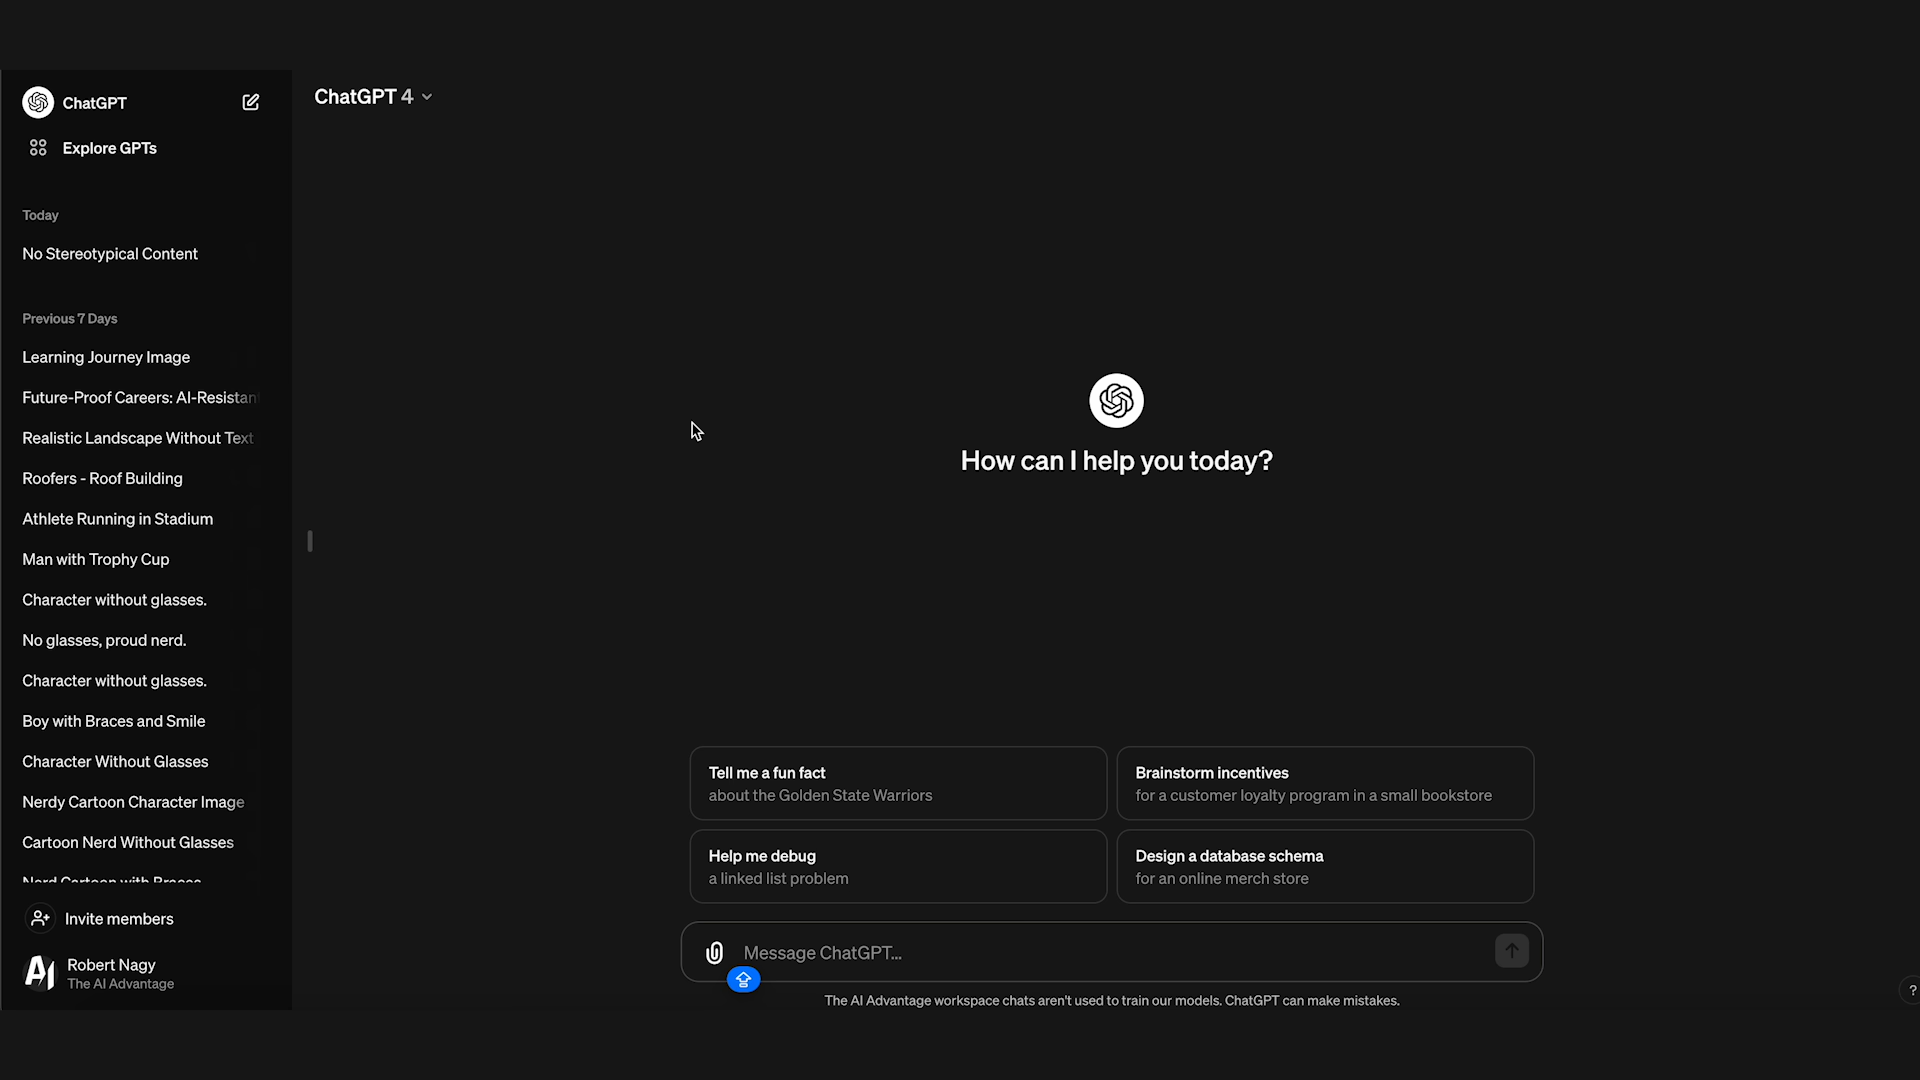 ChatGPT
Explore GPTs
Today
No Stereotypical Content
Previous 7 Days
Learning Journey Image
Future-Proof Careers: AI-Resistan
Realistic Landscape Without Text
Roofers - Roof Building
Athlete Running in Stadium
Man with Trophy Cup
Character without glasses.
No glasses, proud nerd.
Character without glasses.
Boy with Braces and Smile
Character Without Glasses
Nerdy Cartoon Character Image
Cartoon Nerd Without Glasses
Nerd Cartoon with Braces
Invite members
Robert Nagy
The AI Advantage
ChatGPT 4
How can I help you today?
Tell me a fun fact
about the Golden State Warriors
Brainstorm incentives
for a customer loyalty program in a small bookstore
Help me debug
a linked list problem
Design a database schema
for an online merch store
Message ChatGPT...
The AI Advantage workspace chats aren't used to train our models. ChatGPT can make mistakes.
?